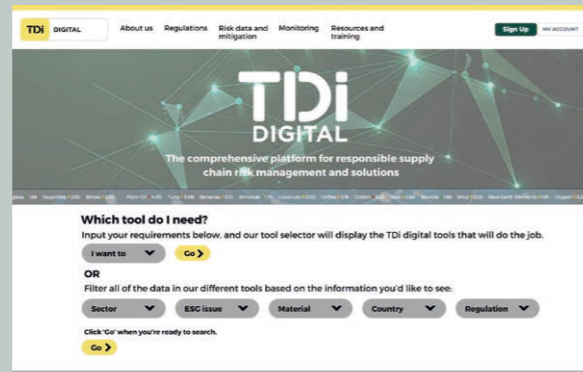 TDi DIGITAL
About us Regulations Risk data and mitigation Monitoring Resources and training
Sign Up MY ACCOUNT
TDi
DIGITAL
The comprehensive platform for responsible supply
chain risk management and solutions
Which tool do I need?
Input your requirements below, and our tool selector will display the TDi digital tools that will do the job.
I want to Go
OR
Filter all of the data in our different tools based on the information you'd like to see:
Sector ESG issue Material Country Regulation
Click 'Go' when you're ready to search.
Go